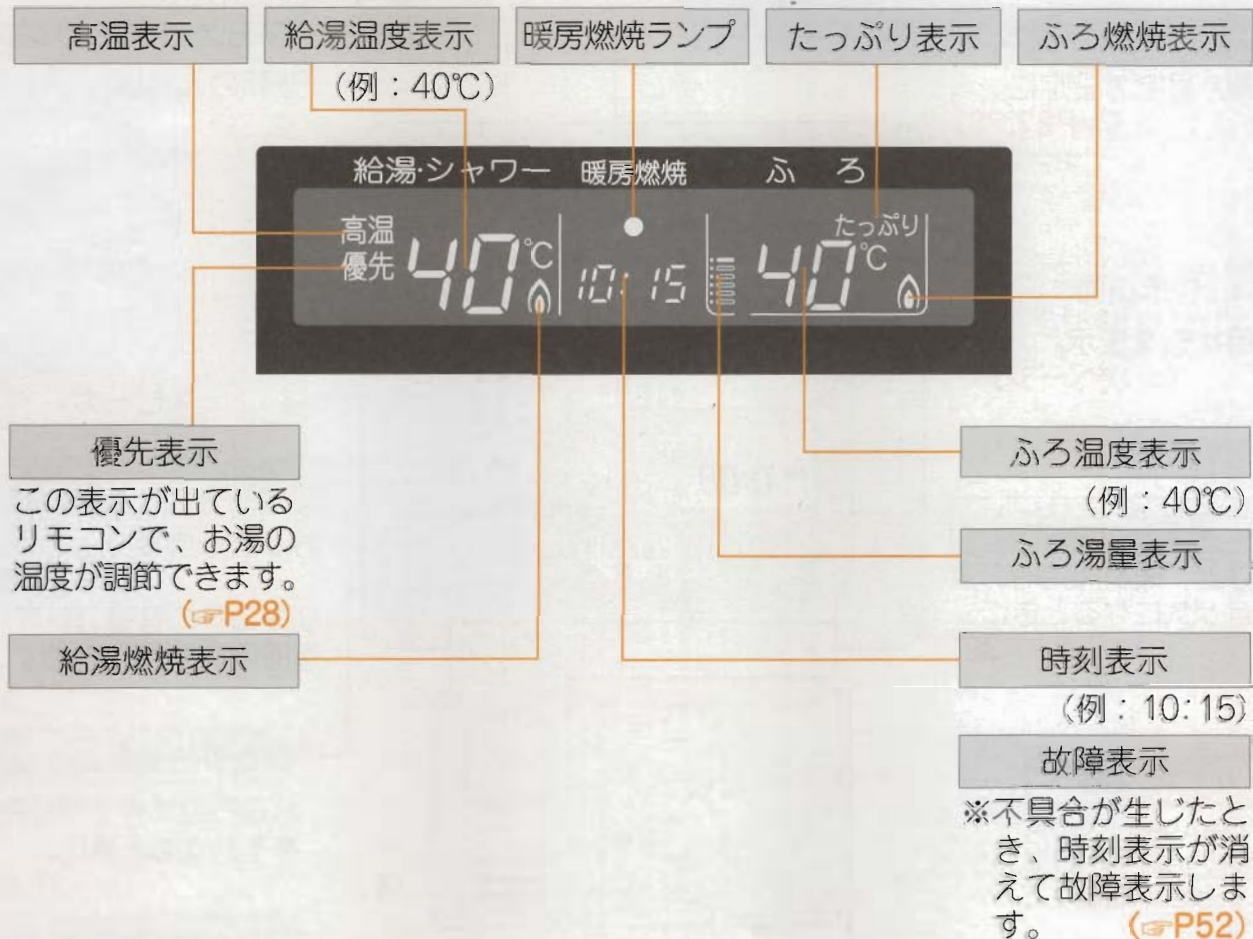 高温表示
給湯温度表示
(例:40℃)
暖房燃焼ランプ
たっぷり表示
ふろ燃焼表示
給湯・シャワー
暖房燃焼
ふろ
高温
優先
40℃
10:15
たっぷり
40℃
優先表示
この表示が出ている
リモコンで、お湯の
温度が調節できます。
(☞P28)
給湯燃焼表示
ふろ温度表示
(例:40℃)
ふろ湯量表示
時刻表示
(例:10:15)
故障表示
※不具合が生じたと
き、時刻表示が消
えて故障表示しま
す。 (☞P52)